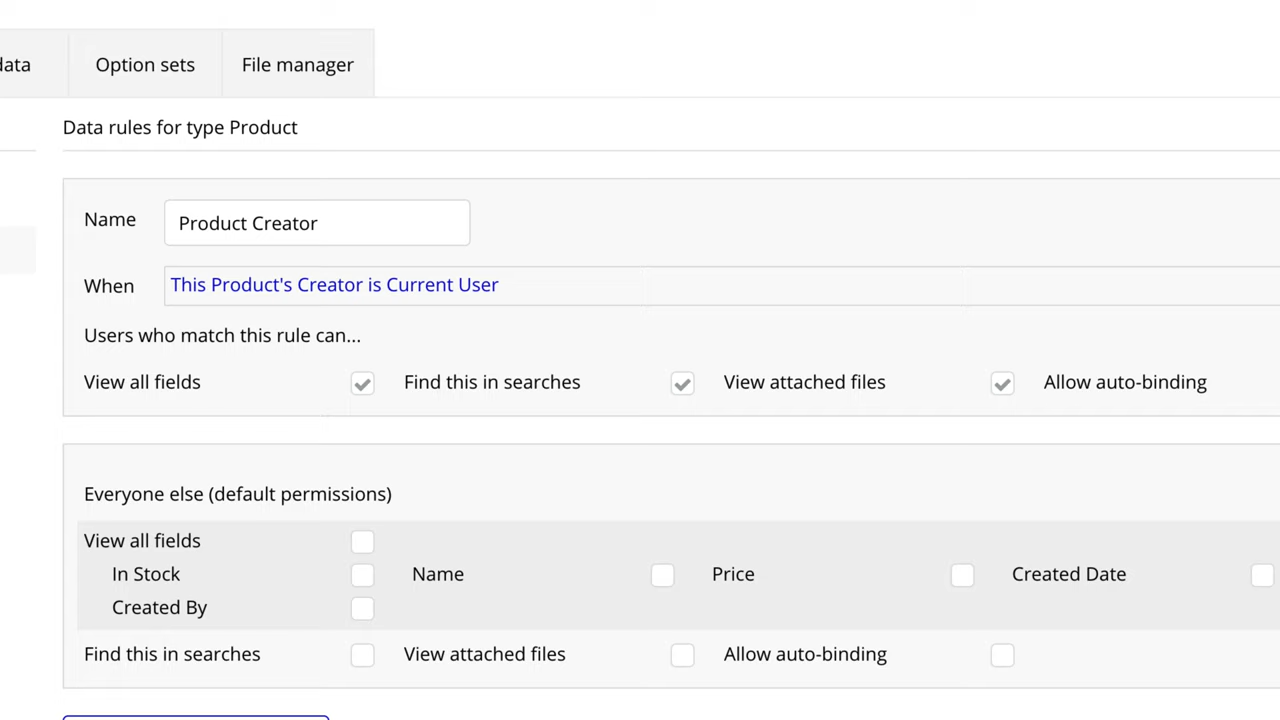 data Option sets File manager
Data rules for type Product
Name Product Creator
When This Product's Creator is Current User
Users who match this rule can...
View all fields Find this in searches View attached files Allow auto-binding
Everyone else (default permissions)
View all fields
In Stock Name Price Created Date
Created By
Find this in searches View attached files Allow auto-binding